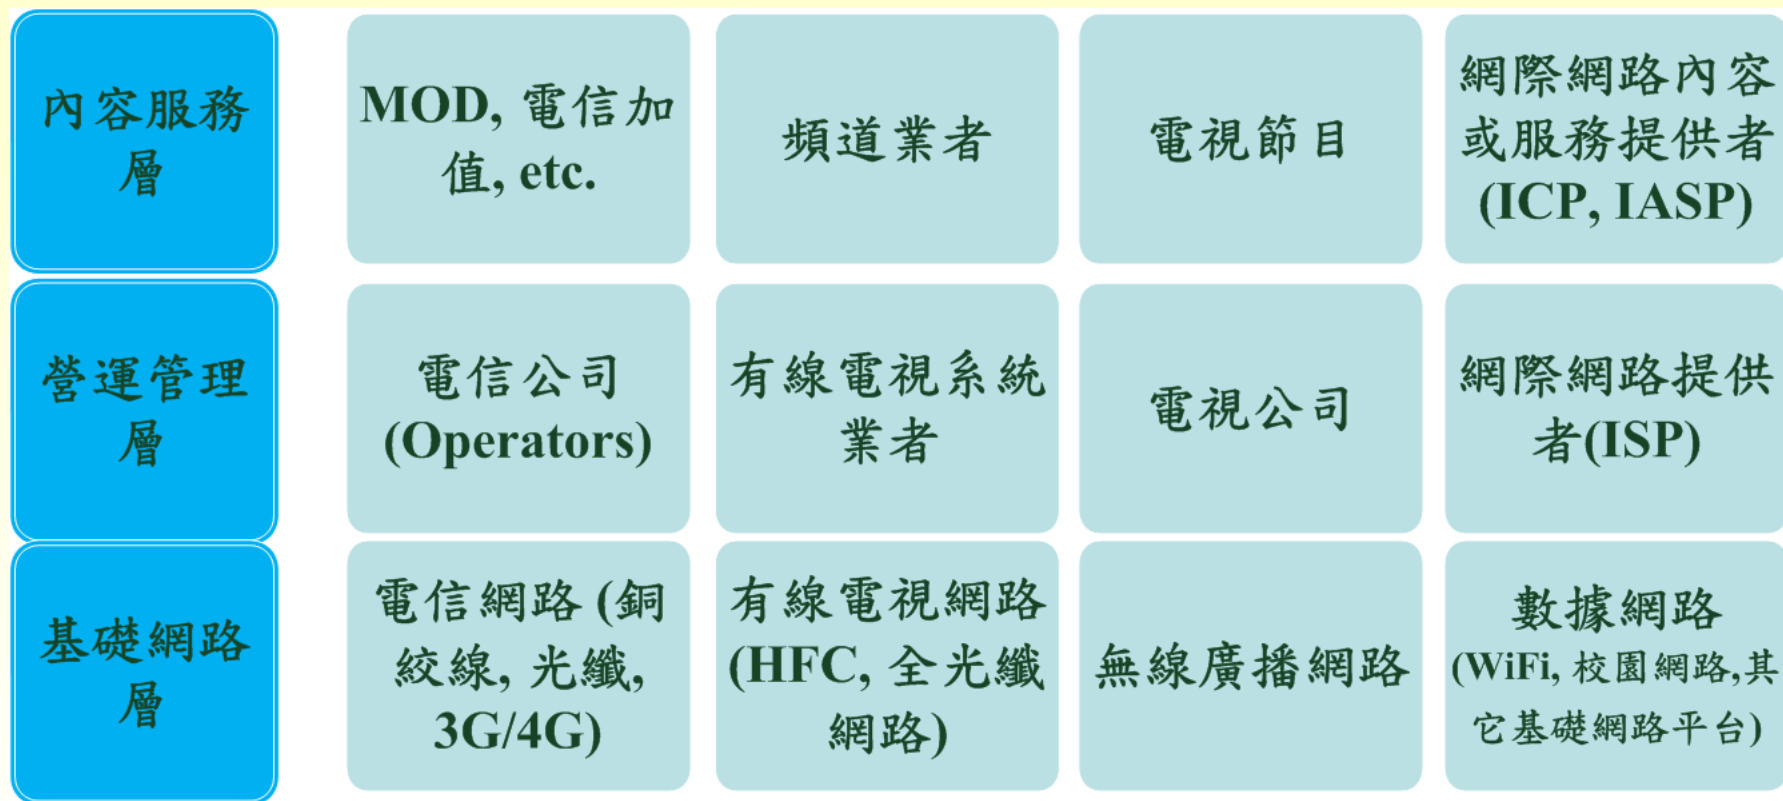 內容服務
層
MOD, 電信加
值, etc.
頻道業者
電視節目
網際網路內容
或服務提供者
(ICP, IASP)
營運管理
層
電信公司
(Operators)
有線電視系統
業者
電視公司
網際網路提供
者(ISP)
基礎網路
層
電信網路 (銅
絞線, 光纖,
3G/4G)
有線電視網路
(HFC, 全光纖
網路)
無線廣播網路
數據網路
(WiFi, 校園網路,其
它基礎網路平台)